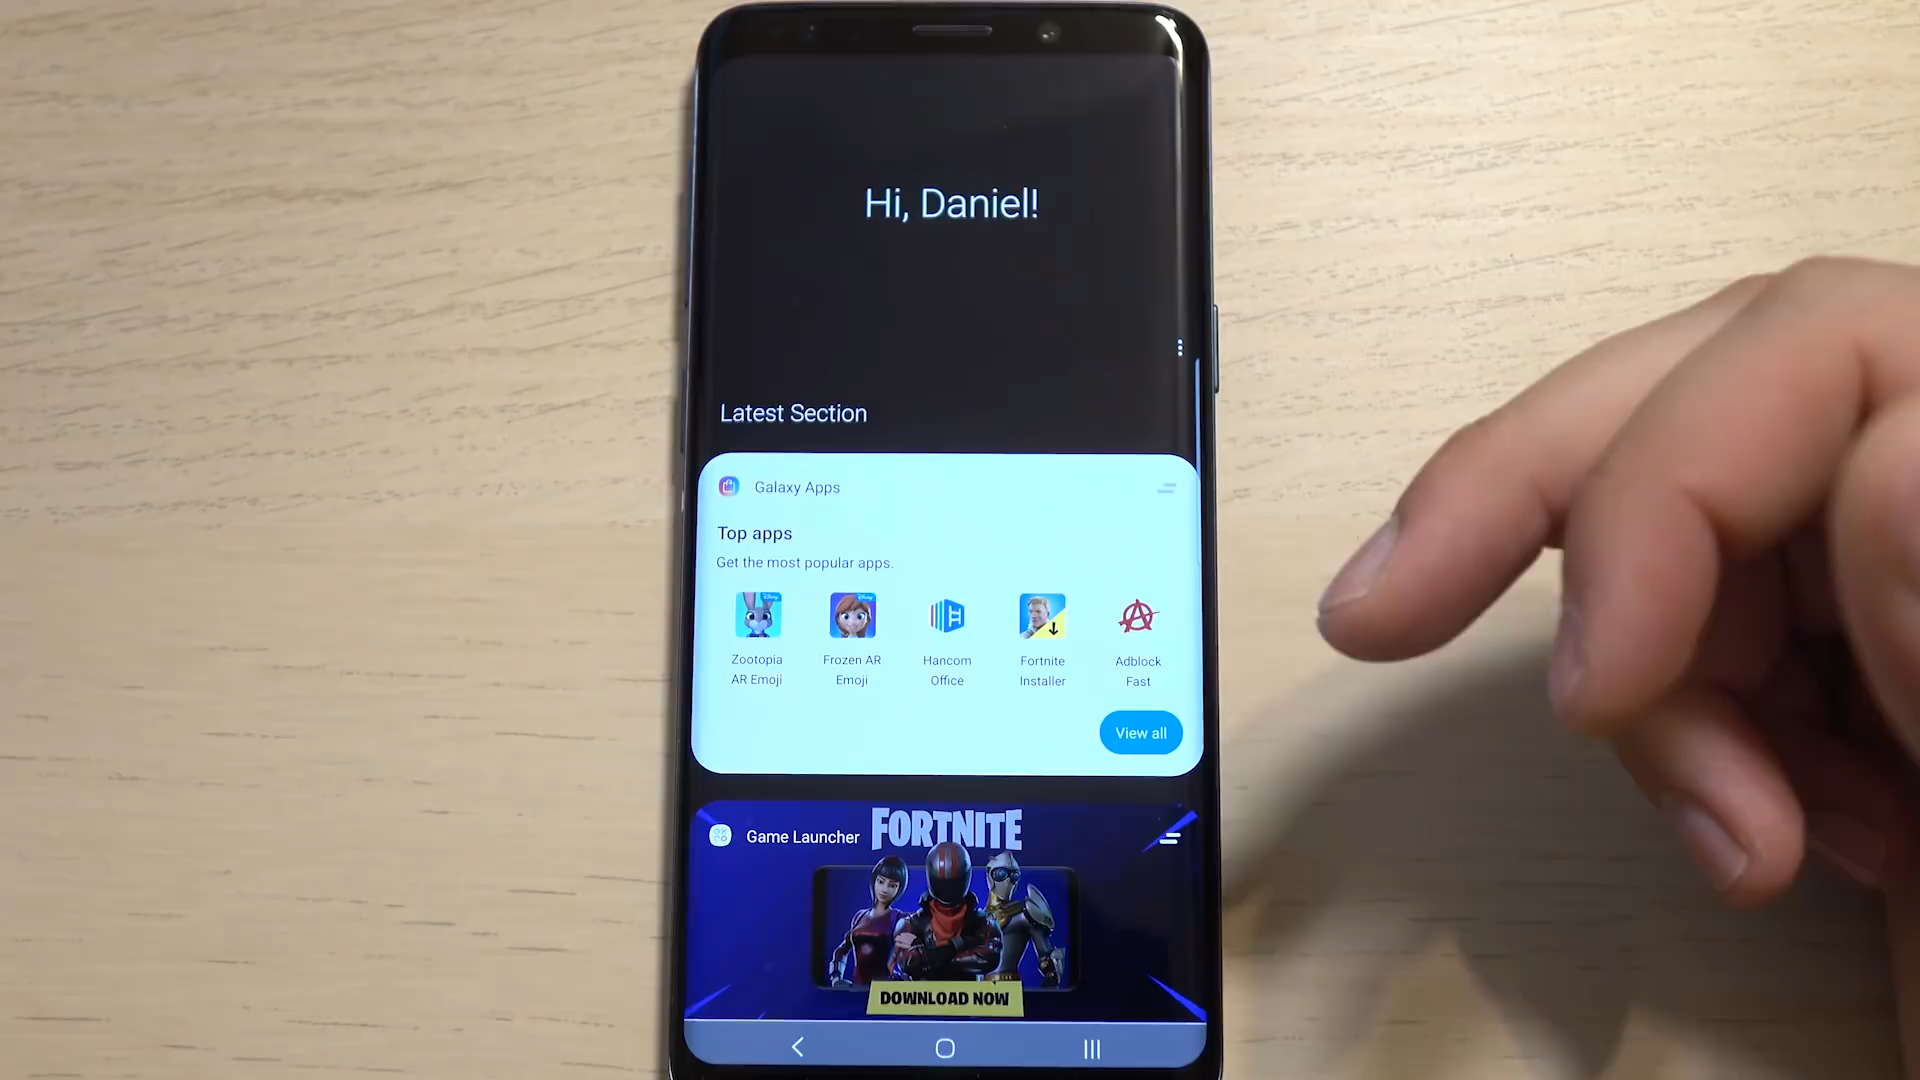 Hi, Daniel!
Latest Section
Galaxy Apps
Top apps
Get the most popular apps.
Zootopia AR Emoji
Frozen AR Emoji
Hancom Office
Fortnite Installer
Adblock Fast
View all
Game Launcher
FORTNITE
DOWNLOAD NOW